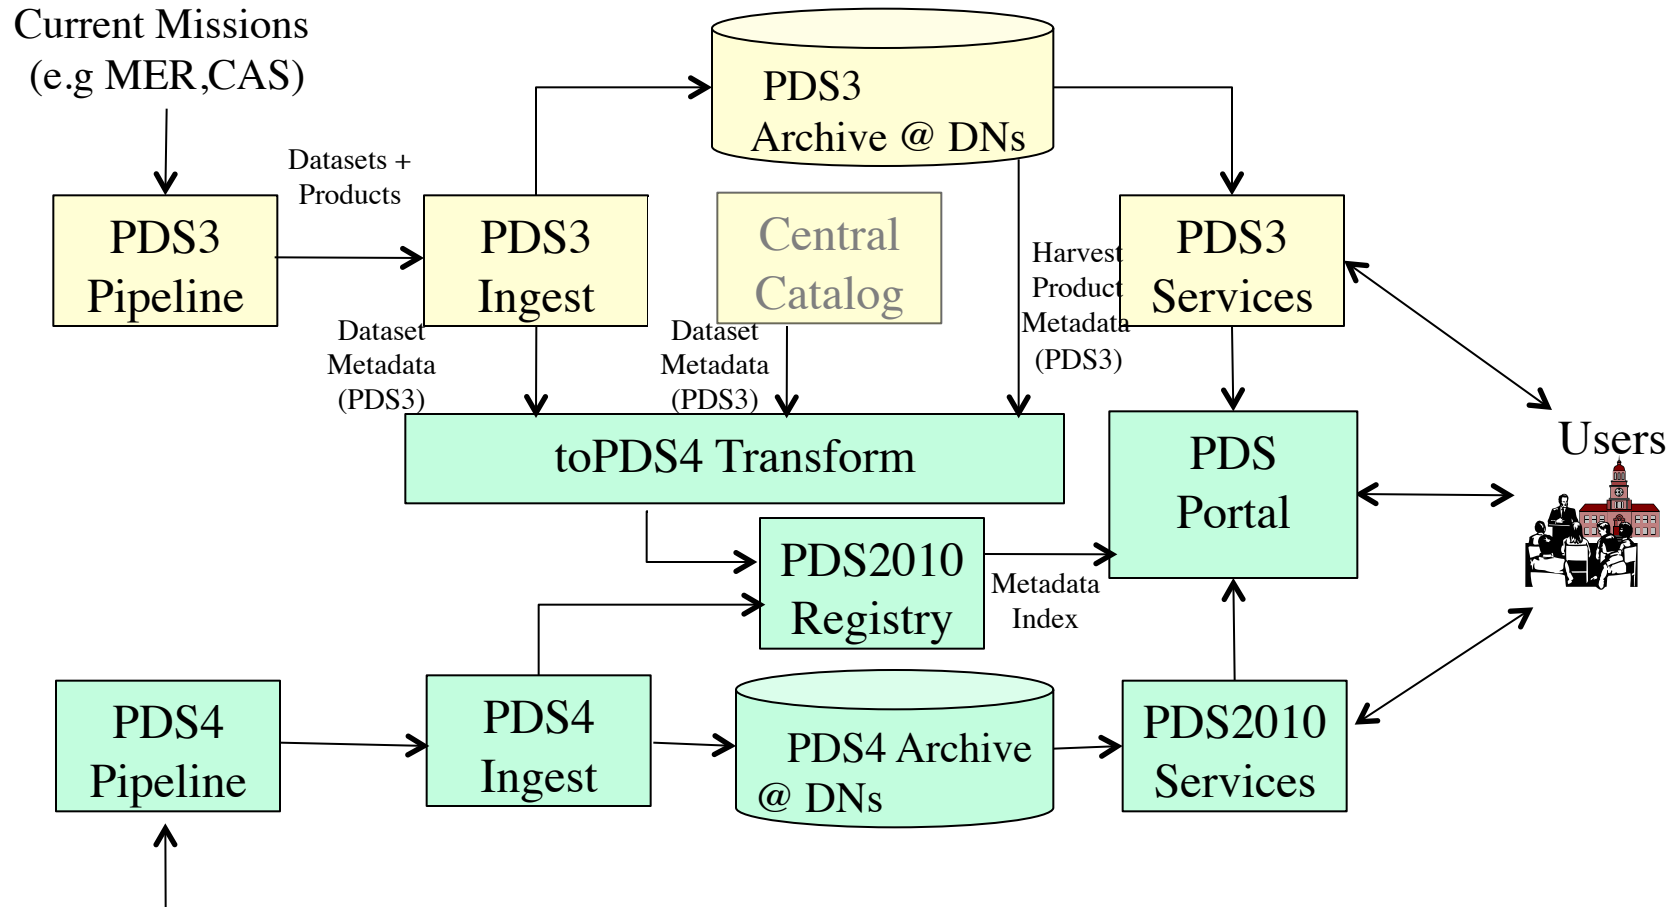 Current Missions
(e.g MER,CAS)
PDS3
Archive @ DNs
Datasets +
Products
PDS3
Pipeline
PDS3
Ingest
Central
Catalog
Harvest
Product
Metadata
(PDS3)
PDS3
Services
Dataset
Metadata
(PDS3)
Dataset
Metadata
(PDS3)
toPDS4 Transform
PDS
Portal
Users
PDS2010
Registry
Metadata
Index
PDS4
Pipeline
PDS4
Ingest
PDS4 Archive
@ DNs
PDS2010
Services